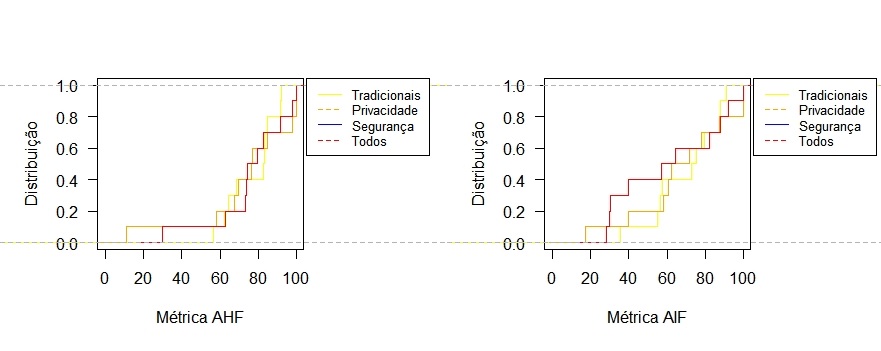 Distribuição
1.0
0.8
0.6
0.4
0.2
0.0
0 20 40 60 80 100
Métrica AHF
Tradicionais
Privacidade
Segurança
Todos
Distribuição
1.0
0.8
0.6
0.4
0.2
0.0
0 20 40 60 80 100
Métrica AIF
Tradicionais
Privacidade
Segurança
Todos